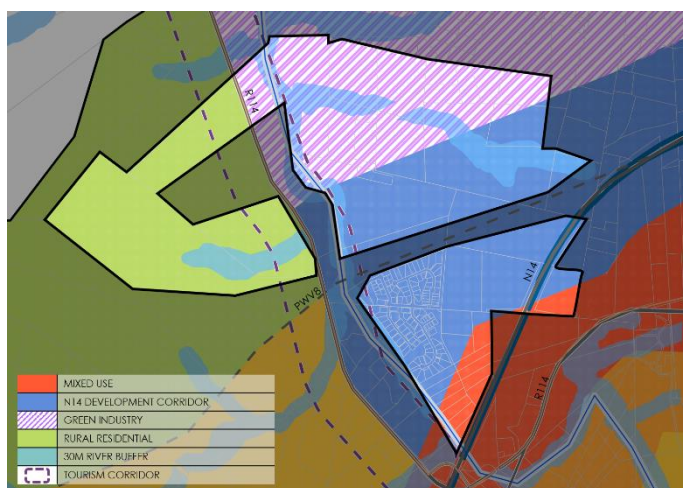 R114
N14
PWV8
R114
MIXED USE
N14 DEVELOPMENT CORRIDOR
GREEN INDUSTRY
RURAL RESIDENTIAL
30M RIVER BUFFER
TOURISM CORRIDOR